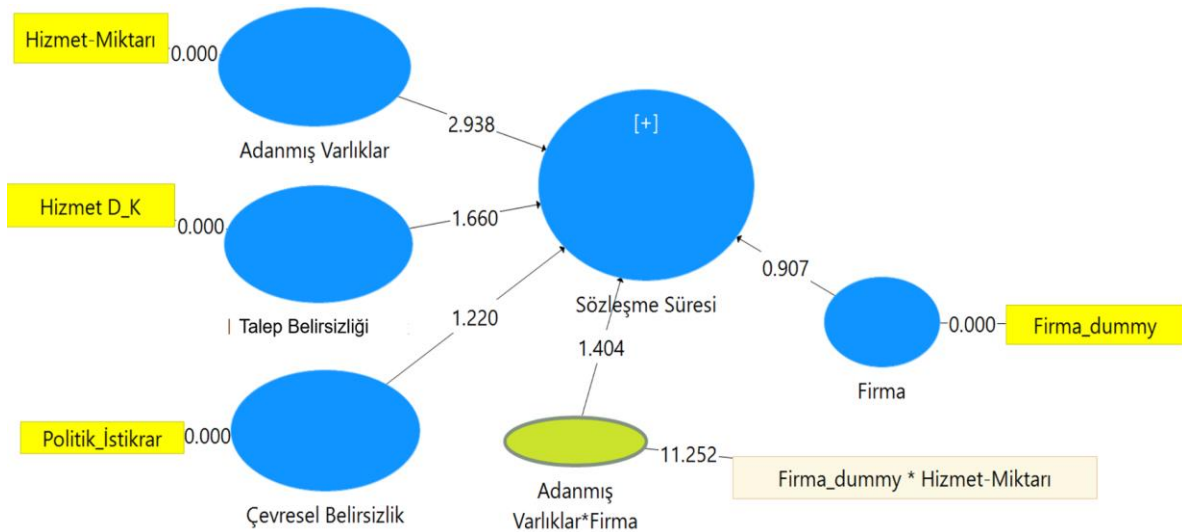 Hizmet-Miktarı
0.000
Adanmış Varlıklar
2.938
[+]
Sözleşme Süresi
Hizmet D_K
0.000
Talep Belirsizliği
1.660
Politik_İstikrar
0.000
Çevresel Belirsizlik
1.220
1.404
Adanmış
Varlıklar*Firma
11.252
Firma_dummy * Hizmet-Miktarı
0.907
Firma
0.000
Firma_dummy